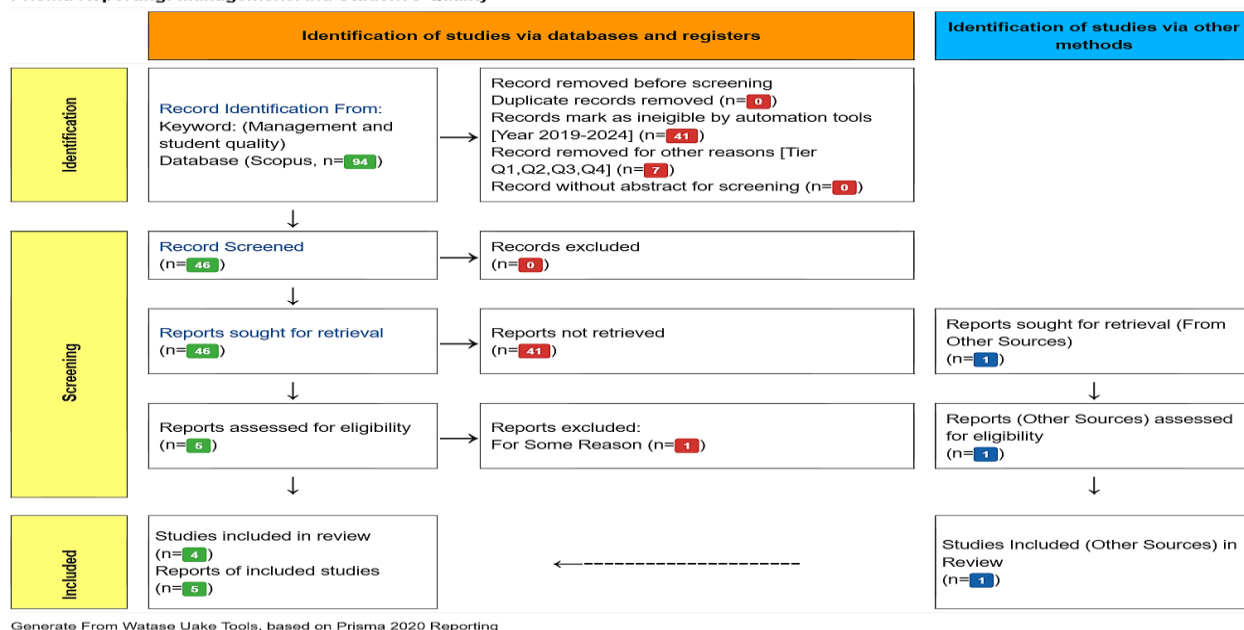 Identification of studies via databases and registers
Identification of studies via other
methods
Identification
Record Identification From:
Keyword: (Management and
student quality)
Database (Scopus, n=94)
Record removed before screening
Duplicate records removed (n=0)
Records mark as ineigible by automation tools
[Year 2019-2024] (n=41)
Record removed for other reasons [Tier
Q1,Q2,Q3,Q4] (n=7)
Record without abstract for screening (n=0)
Screening
Record Screened
(n=46)
Records excluded
(n=0)
Reports sought for retrieval
(n=46)
Reports not retrieved
(n=41)
Reports sought for retrieval (From
Other Sources)
(n=1)
Reports assessed for eligibility
(n=5)
Reports excluded:
For Some Reason (n=1)
Reports (Other Sources) assessed
for eligibility
(n=1)
Included
Studies included in review
(n=4)
Reports of included studies
(n=5)
Studies Included (Other Sources) in
Review
(n=1)
Generate From Watase Uake Tools, based on Prisma 2020 Reporting